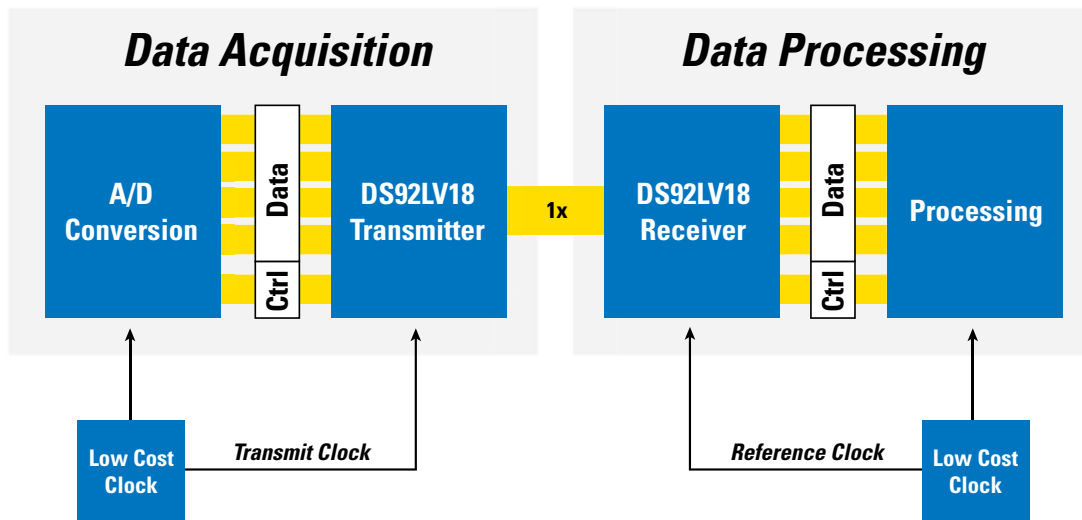 Data Acquisition
Data Processing
A/D
Conversion
Data
Ctrl
DS92LV18
Transmitter
1x
DS92LV18
Receiver
Data
Ctrl
Processing
Low Cost
Clock
Transmit Clock
Reference Clock
Low Cost
Clock